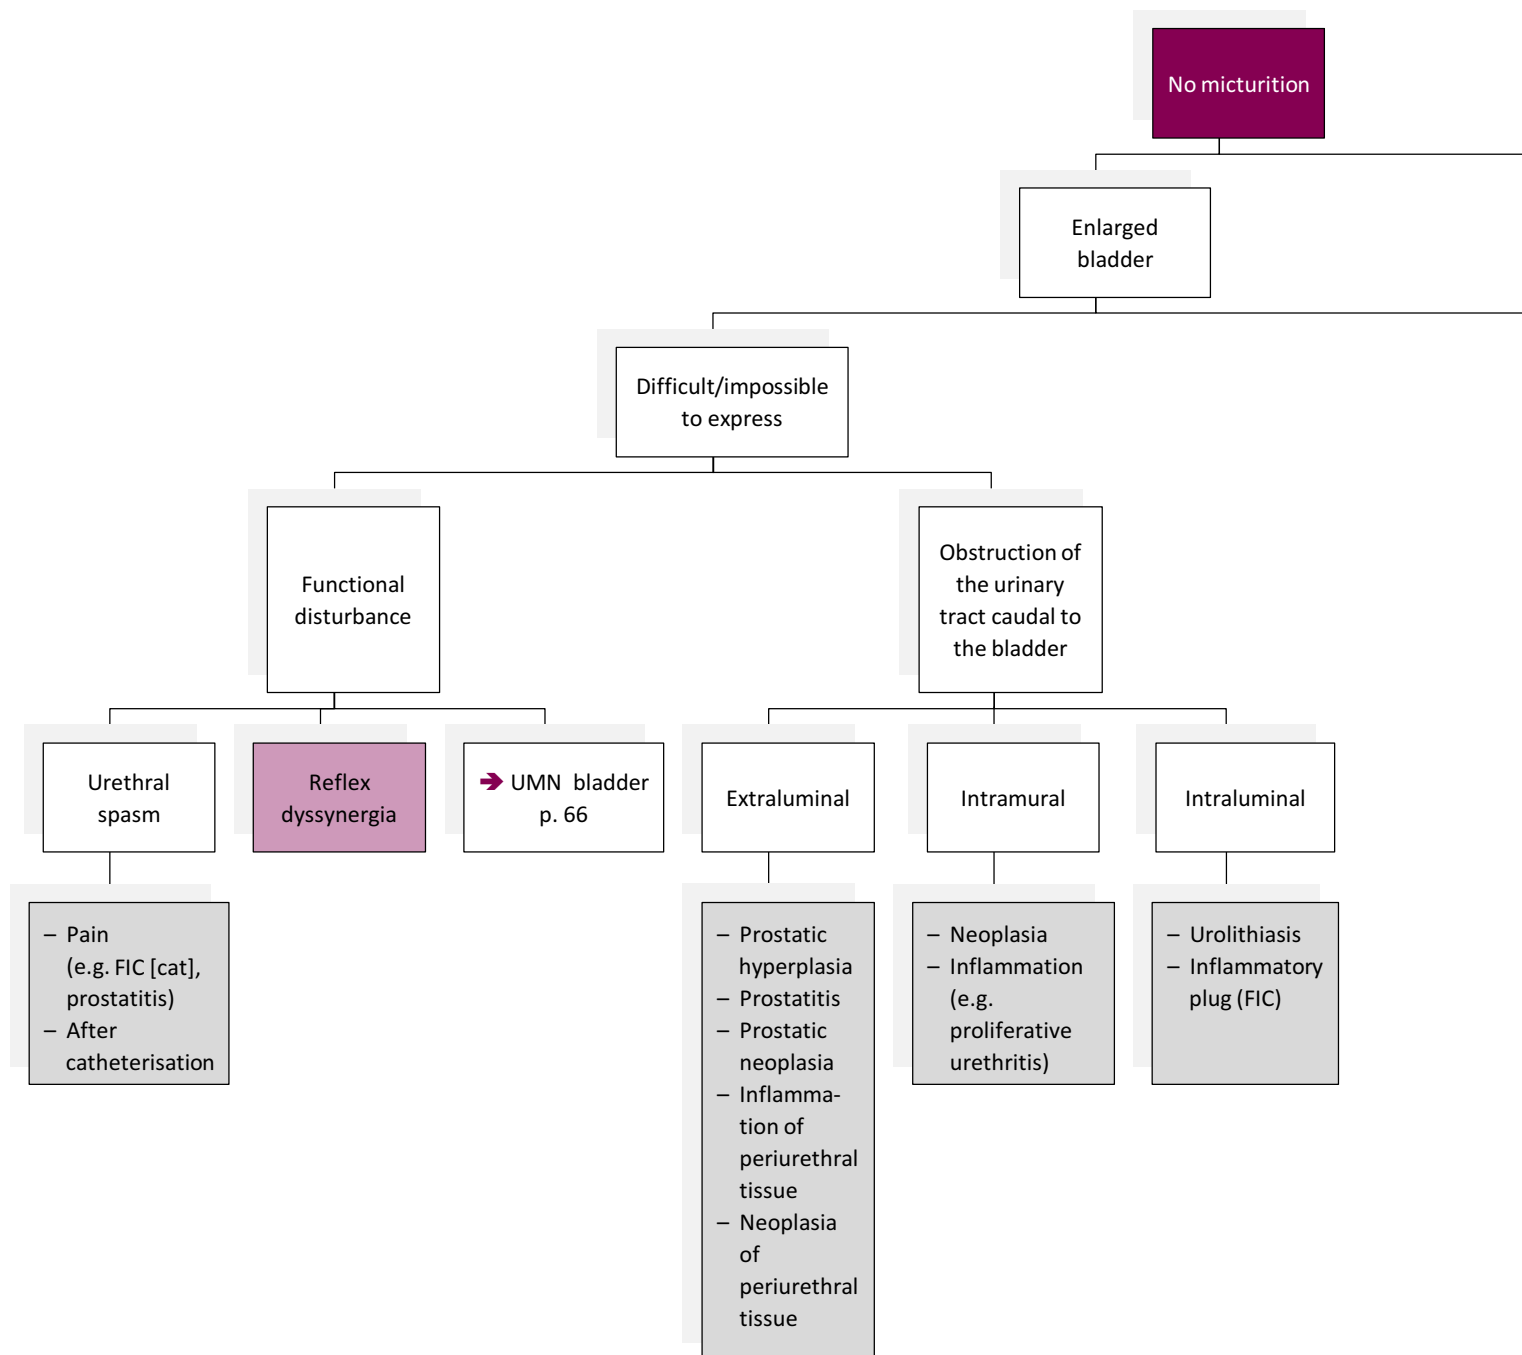 No micturition
Enlarged
bladder
Difficult/impossible
to express
Functional
disturbance
Obstruction of
the urinary
tract caudal to
the bladder
Urethral
spasm
Reflex
dyssynergia
➔ UMN bladder
p. 66
Extraluminal
Intramural
Intraluminal
– Pain
(e.g. FIC [cat],
prostatitis)
– After
catheterisation
– Prostatic
hyperplasia
– Prostatitis
– Prostatic
neoplasia
– Inflamma-
tion of
periurethral
tissue
– Neoplasia
of
periurethral
tissue
– Neoplasia
– Inflammation
(e.g.
proliferative
urethritis)
– Urolithiasis
– Inflammatory
plug (FIC)